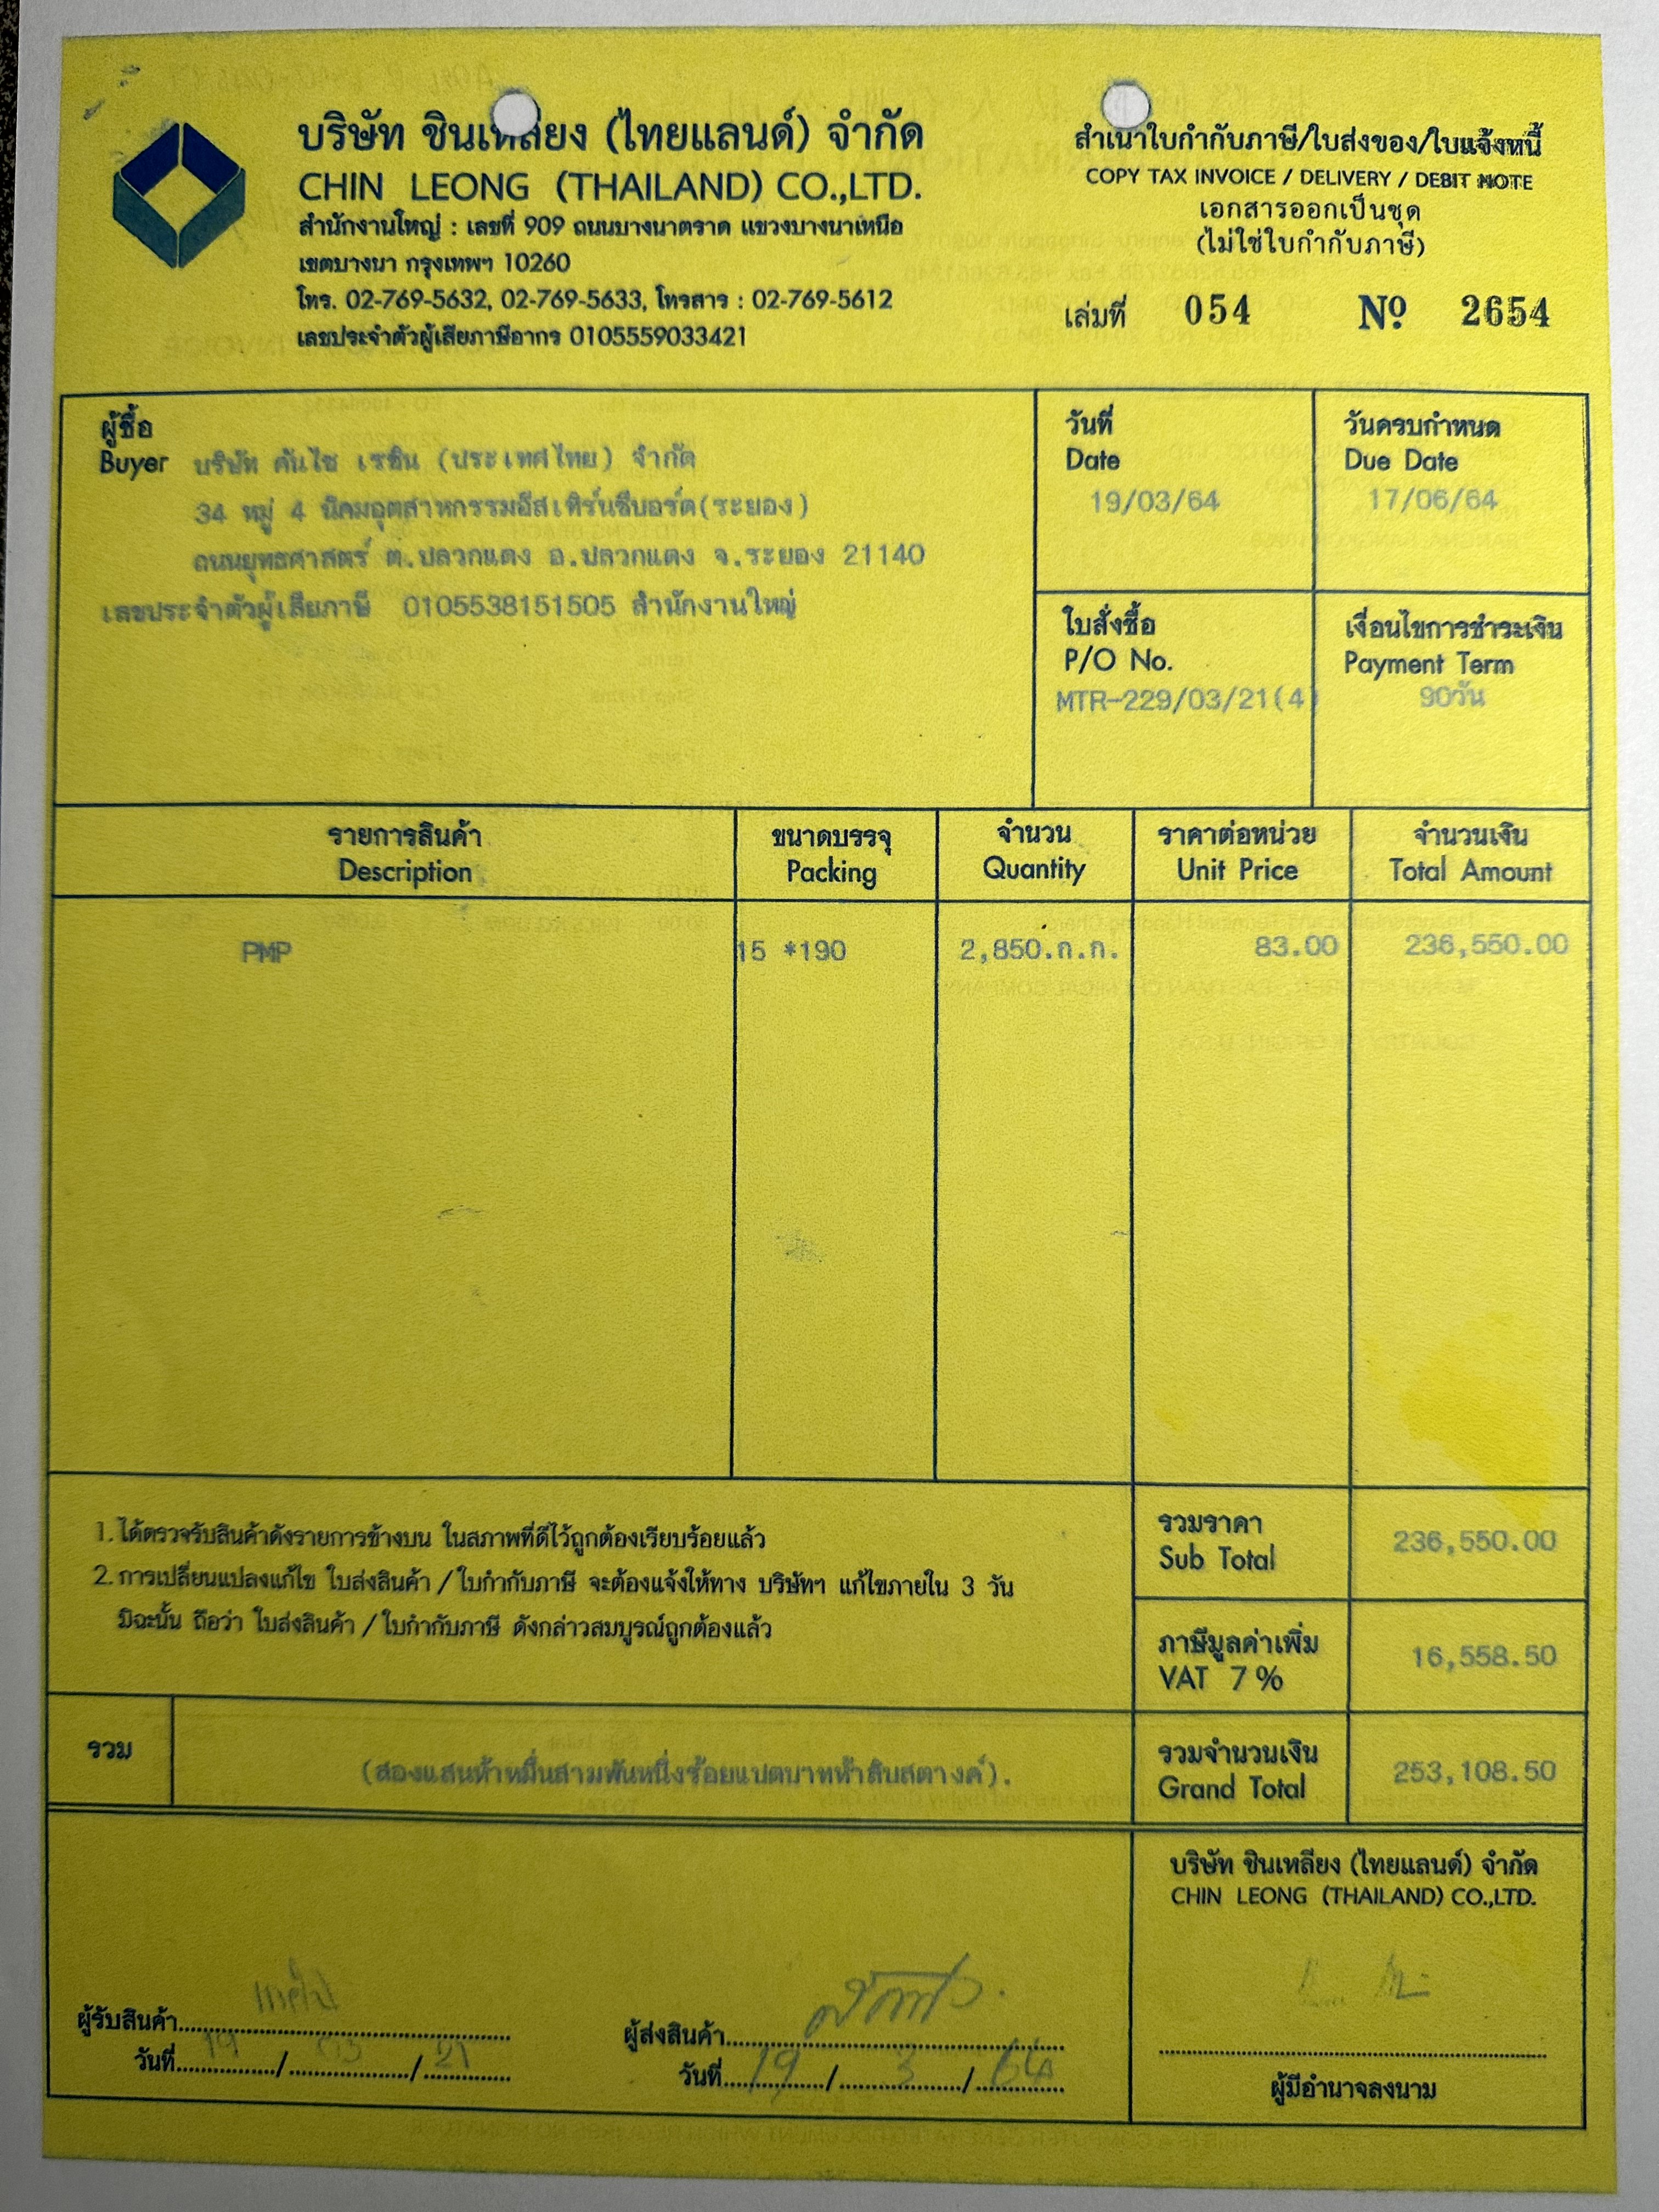 บริษัท ชินเหลียง (ไทยแลนด์) จำกัด
CHIN LEONG (THAILAND) CO.,LTD.
สำนักงานใหญ่ : เลขที่ 909 ถนนบางนาตราด แขวงบางนาเหนือ
เขตบางนา กรุงเทพฯ 10260
โทร. 02-769-5632, 02-769-5633, โทรสาร : 02-769-5612
เลขประจำตัวผู้เสียภาษีอากร 0105559033421
สำเนาใบกำกับภาษี/ใบส่งของ/ใบแจ้งหนี้
COPY TAX INVOICE / DELIVERY / DEBIT NOTE
เอกสารออกเป็นชุด
(ไม่ใช่ใบกำกับภาษี)
เล่มที่ 054 Nº 2654
ผู้ซื้อ
Buyer บริษัท คันไซ เรซิน (ประเทศไทย) จำกัด
34 หมู่ 4 นิคมอุตสาหกรรมอีสเทิร์นซีบอร์ด(ระยอง)
ถนนยุทธศาสตร์ ต.ปลวกแดง อ.ปลวกแดง จ.ระยอง 21140
เลขประจำตัวผู้เสียภาษี 0105538151505 สำนักงานใหญ่
วันที่
Date
19/03/64
วันครบกำหนด
Due Date
17/06/64
ใบสั่งซื้อ
P/O No.
MTR-229/03/21(4)
เงื่อนไขการชำระเงิน
Payment Term
90วัน
รายการสินค้า ขนาดบรรจุ จำนวน ราคาต่อหน่วย จำนวนเงิน
Description Packing Quantity Unit Price Total Amount
PMP 15 *190 2,850.ก.ก. 83.00 236,550.00
1. ได้ตรวจรับสินค้าดังรายการข้างบน ในสภาพที่ดีไว้ถูกต้องเรียบร้อยแล้ว
2. การเปลี่ยนแปลงแก้ไข ใบส่งสินค้า / ใบกำกับภาษี จะต้องแจ้งให้ทาง บริษัทฯ แก้ไขภายใน 3 วัน
มิฉะนั้น ถือว่า ใบส่งสินค้า / ใบกำกับภาษี ดังกล่าวสมบูรณ์ถูกต้องแล้ว
รวมราคา
Sub Total 236,550.00
ภาษีมูลค่าเพิ่ม
VAT 7% 16,558.50
รวม (สองแสนห้าหมื่นสามพันหนึ่งร้อยแปดบาทห้าสิบสตางค์).
รวมจำนวนเงิน
Grand Total 253,108.50
บริษัท ชินเหลียง (ไทยแลนด์) จำกัด
CHIN LEONG (THAILAND) CO.,LTD.
ผู้รับสินค้า
วันที่ 19 / 03 / 21
ผู้ส่งสินค้า
วันที่ 19 / 3 / 64
ผู้มีอำนาจลงนาม